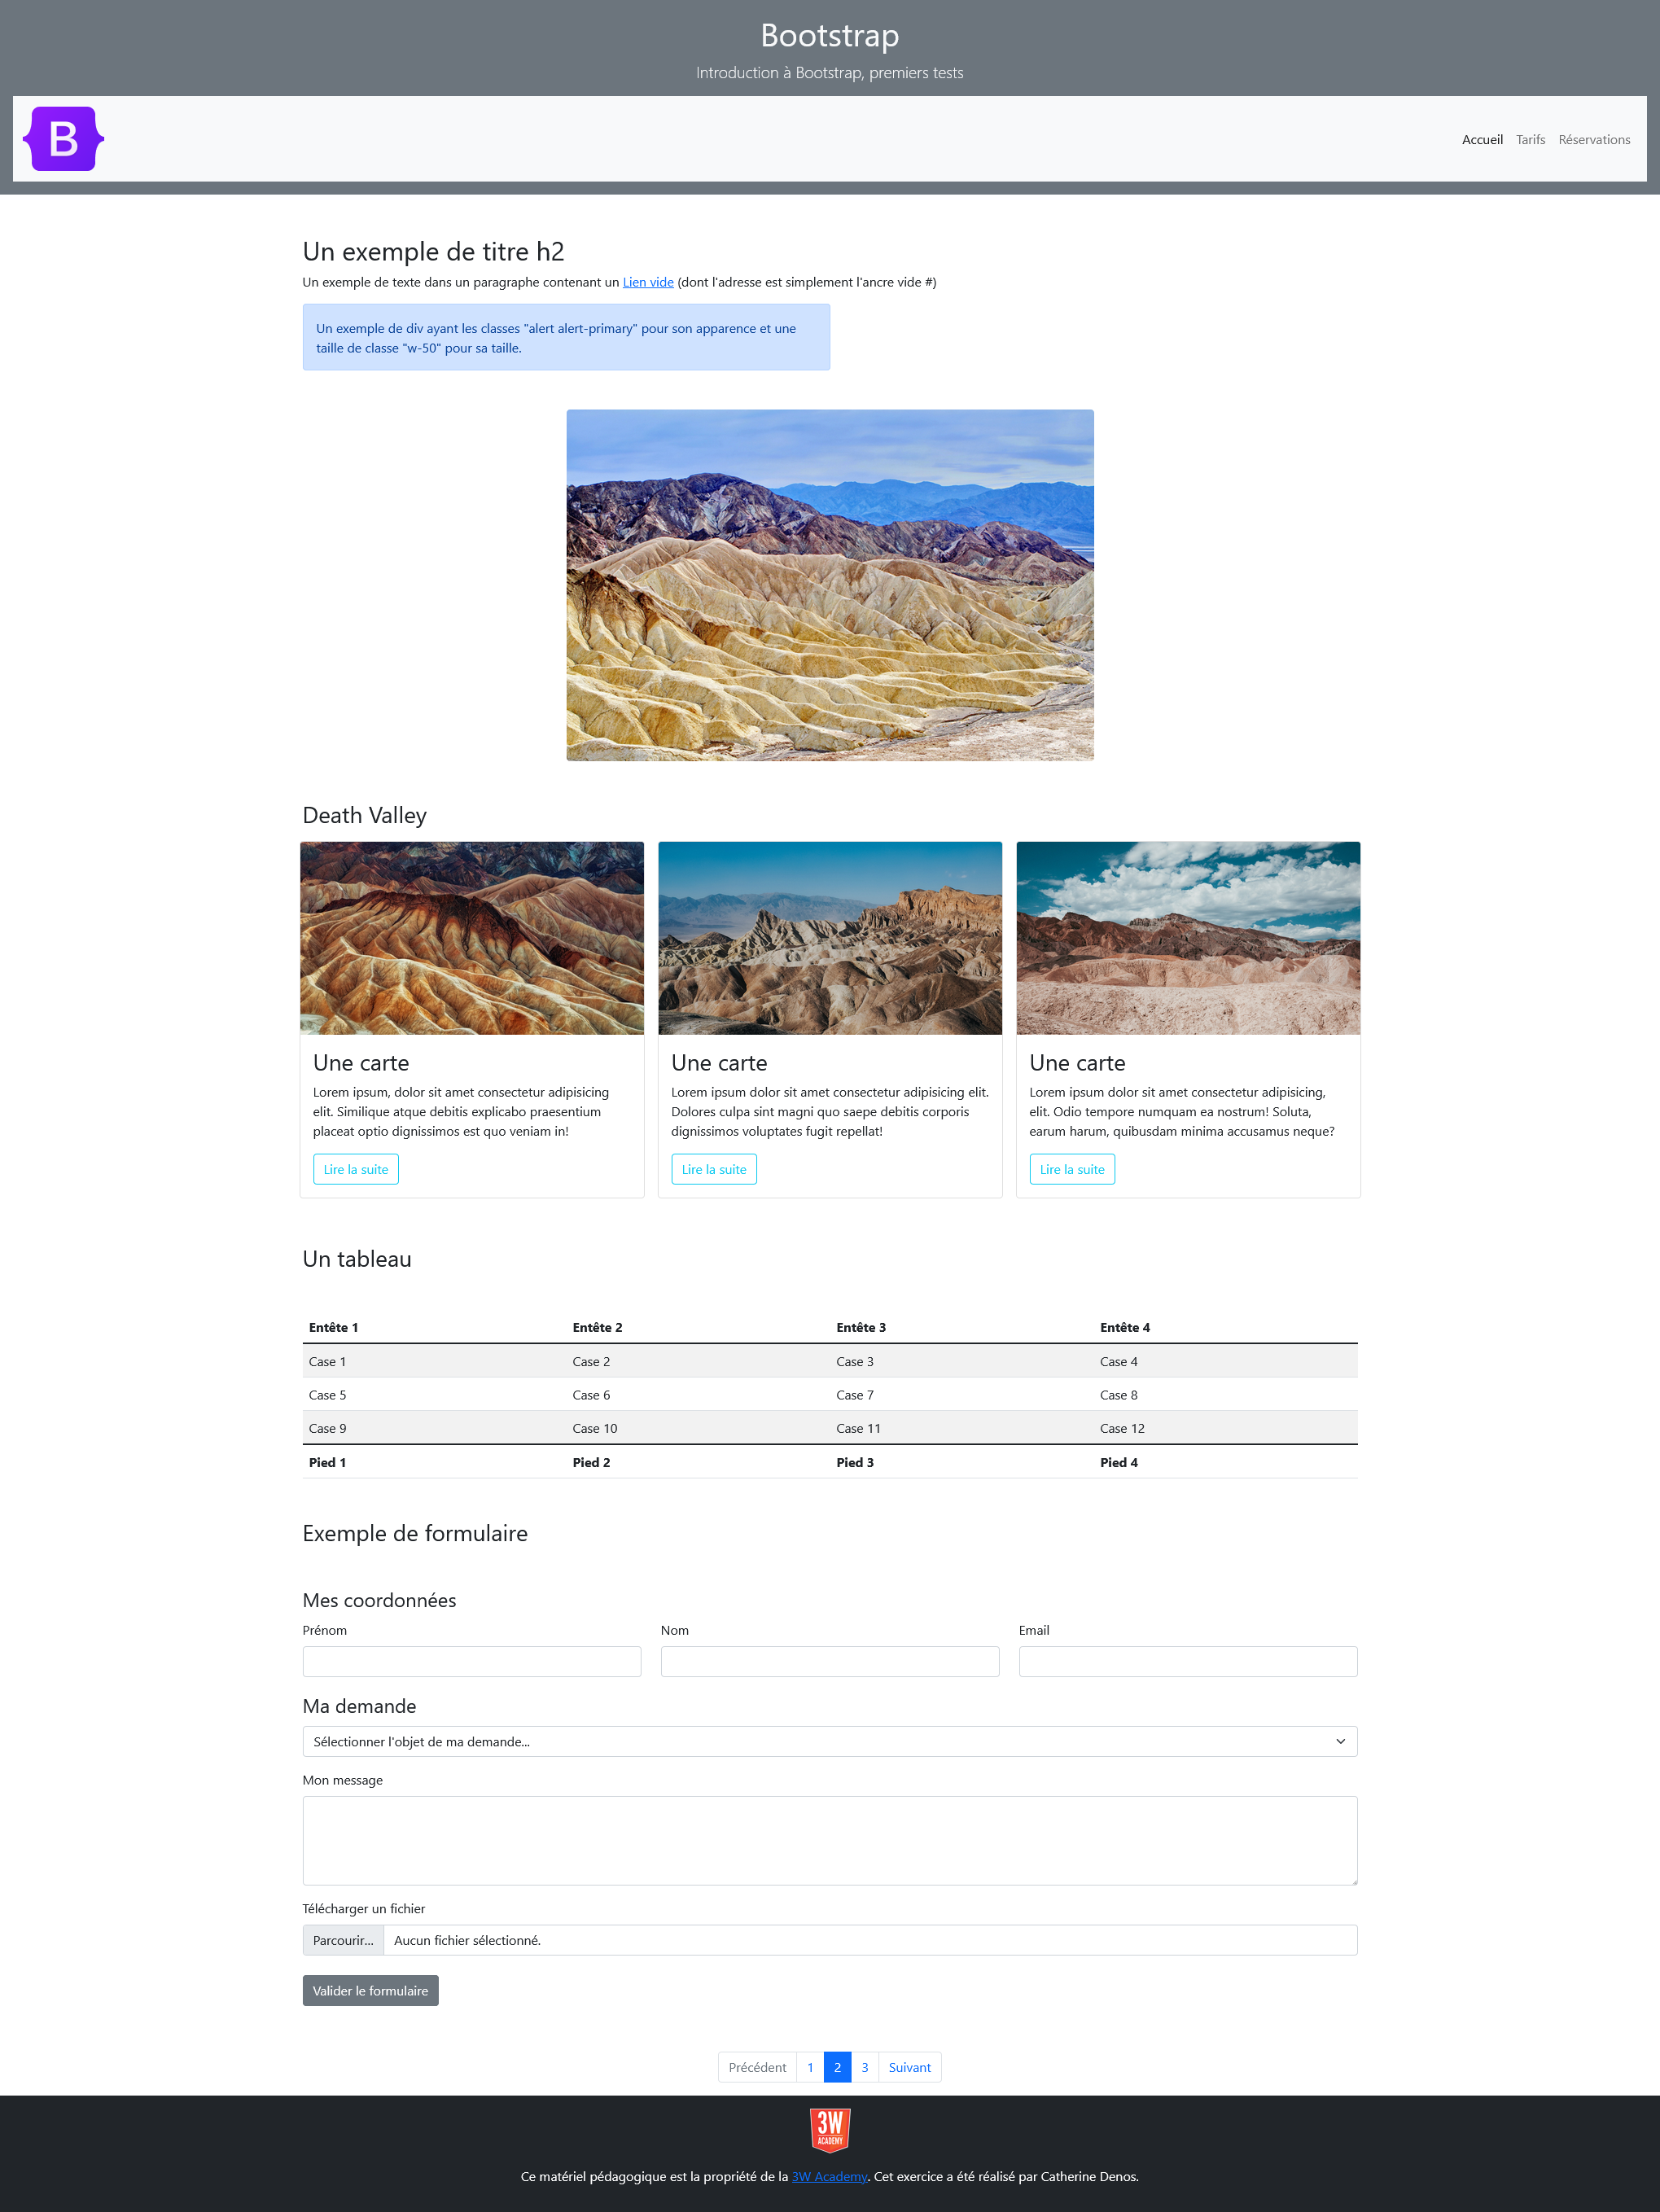 Bootstrap
Introduction à Bootstrap, premiers tests
B
Accueil Tarifs Réservations
Un exemple de titre h2
Un exemple de texte dans un paragraphe contenant un Lien vide (dont l'adresse est simplement l'ancre vide #)
Un exemple de div ayant les classes "alert alert-primary" pour son apparence et une
taille de classe "w-50" pour sa taille.
Death Valley
Une carte
Lorem ipsum, dolor sit amet consectetur adipisicing
elit. Similique atque debitis explicabo praesentium
placeat optio dignissimos est quo veniam in!
Lire la suite
Une carte
Lorem ipsum dolor sit amet consectetur adipisicing elit.
Dolores culpa sint magni quo saepe debitis corporis
dignissimos voluptates fugit repellat!
Lire la suite
Une carte
Lorem ipsum dolor sit amet consectetur adipisicing,
elit. Odio tempore numquam ea nostrum! Soluta,
earum harum, quibusdam minima accusamus neque?
Lire la suite
Un tableau
Entête 1 Entête 2 Entête 3 Entête 4
Case 1 Case 2 Case 3 Case 4
Case 5 Case 6 Case 7 Case 8
Case 9 Case 10 Case 11 Case 12
Pied 1 Pied 2 Pied 3 Pied 4
Exemple de formulaire
Mes coordonnées
Prénom Nom Email
Ma demande
Sélectionner l'objet de ma demande...
Mon message
Télécharger un fichier
Parcourir... Aucun fichier sélectionné.
Valider le formulaire
Précédent 1 2 3 Suivant
3W
ACADEMY
Ce matériel pédagogique est la propriété de la 3W Academy. Cet exercice a été réalisé par Catherine Denos.